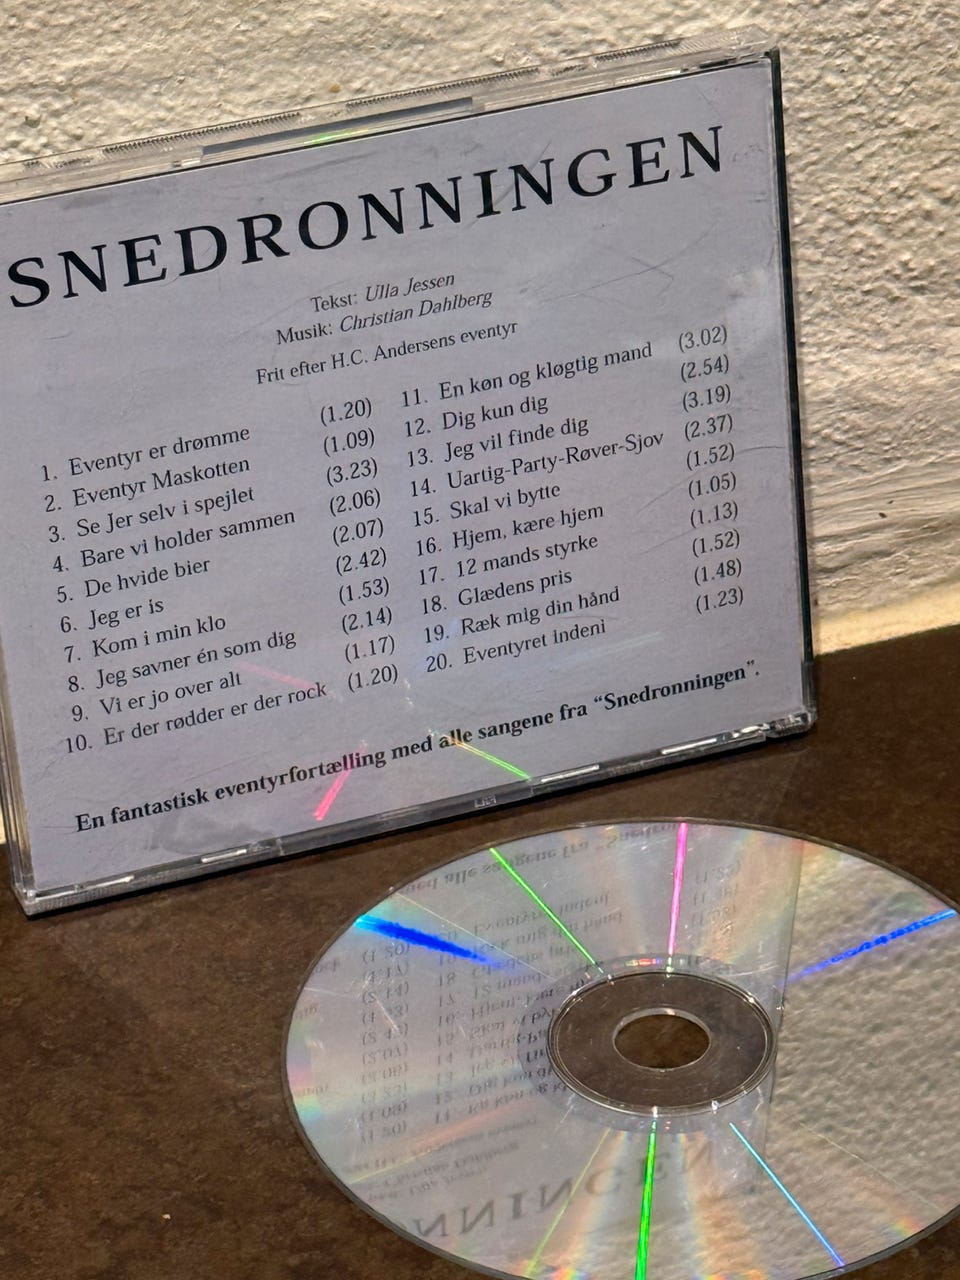 SNEDRONNINGEN
Tekst: Ulla Jessen
Musik: Christian Dahlberg
Frit efter H.C. Andersens eventyr
1. Eventyr er drømme (1.20)
2. Eventyr Maskotten (1.09)
3. Se Jer selv i spejlet (3.23)
4. Bare vi holder sammen (2.06)
5. De hvide bier (2.07)
6. Jeg er is (2.42)
7. Kom i min klo (1.53)
8. Jeg savner én som dig (2.14)
9. Vi er jo over alt (1.17)
10. Er der rødder er der rock (1.20)
11. En køn og kløgtig mand (3.02)
12. Dig kun dig (2.54)
13. Jeg vil finde dig (3.19)
14. Uartig-Party-Røver-Sjov (2.37)
15. Skal vi bytte (1.52)
16. Hjem, kære hjem (1.05)
17. 12 mands styrke (1.13)
18. Glædens pris (1.52)
19. Ræk mig din hånd (1.48)
20. Eventyret indeni (1.23)
En fantastisk eventyrfortælling med alle sangene fra “Snedronningen”.